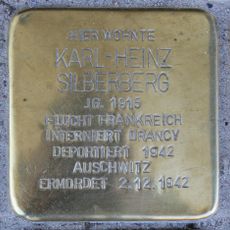 HIER WOHNTE
KARL-HEINZ
SILBERBERG
JG. 1915
FLUCHT FRANKREICH
INTERNIERT DRANCY
DEPORTIERT 1942
AUSCHWITZ
ERMORDET 2.12.1942